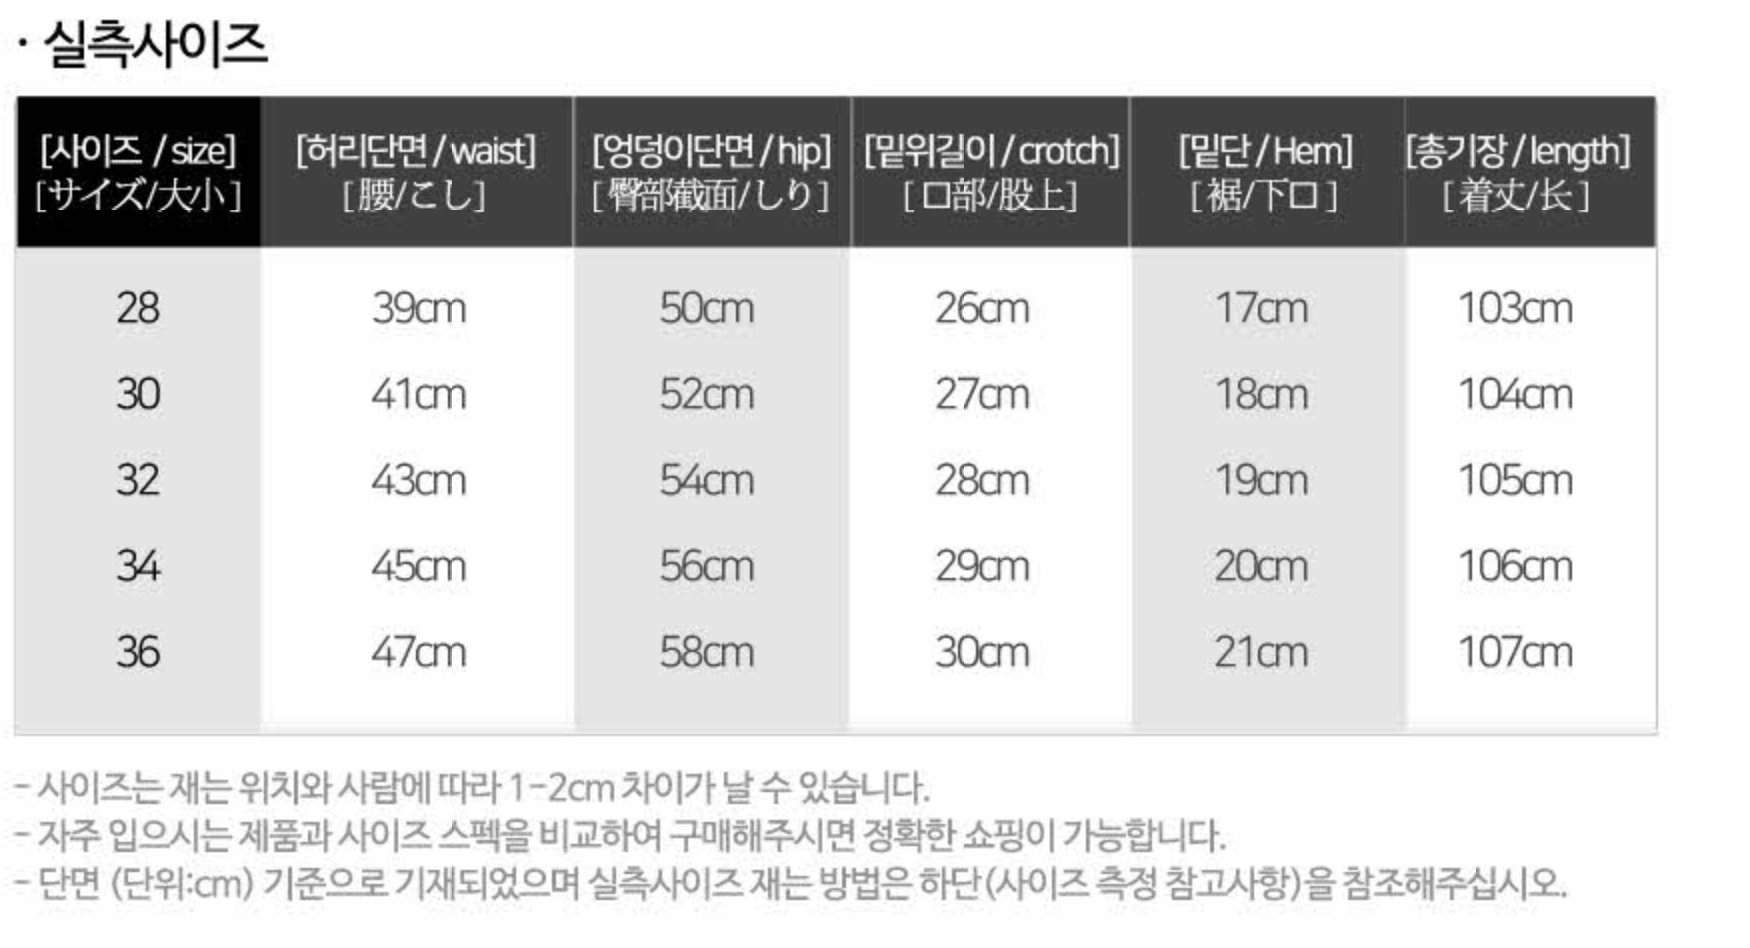 · 실측사이즈
[사이즈 / size] [허리단면 / waist] [엉덩이단면 / hip] [밑위길이 / crotch] [밑단 / Hem] [총기장 / length]
[サイズ/大小] [腰/こし] [臀部截面/しり] [口部/股上] [裾/下口] [着丈/长]
28 39cm 50cm 26cm 17cm 103cm
30 41cm 52cm 27cm 18cm 104cm
32 43cm 54cm 28cm 19cm 105cm
34 45cm 56cm 29cm 20cm 106cm
36 47cm 58cm 30cm 21cm 107cm
- 사이즈는 재는 위치와 사람에 따라 1-2cm 차이가 날 수 있습니다.
- 자주 입으시는 제품과 사이즈 스펙을 비교하여 구매해주시면 정확한 쇼핑이 가능합니다.
- 단면 (단위:cm) 기준으로 기재되었으며 실측사이즈 재는 방법은 하단(사이즈 측정 참고사항)을 참조해주십시오.